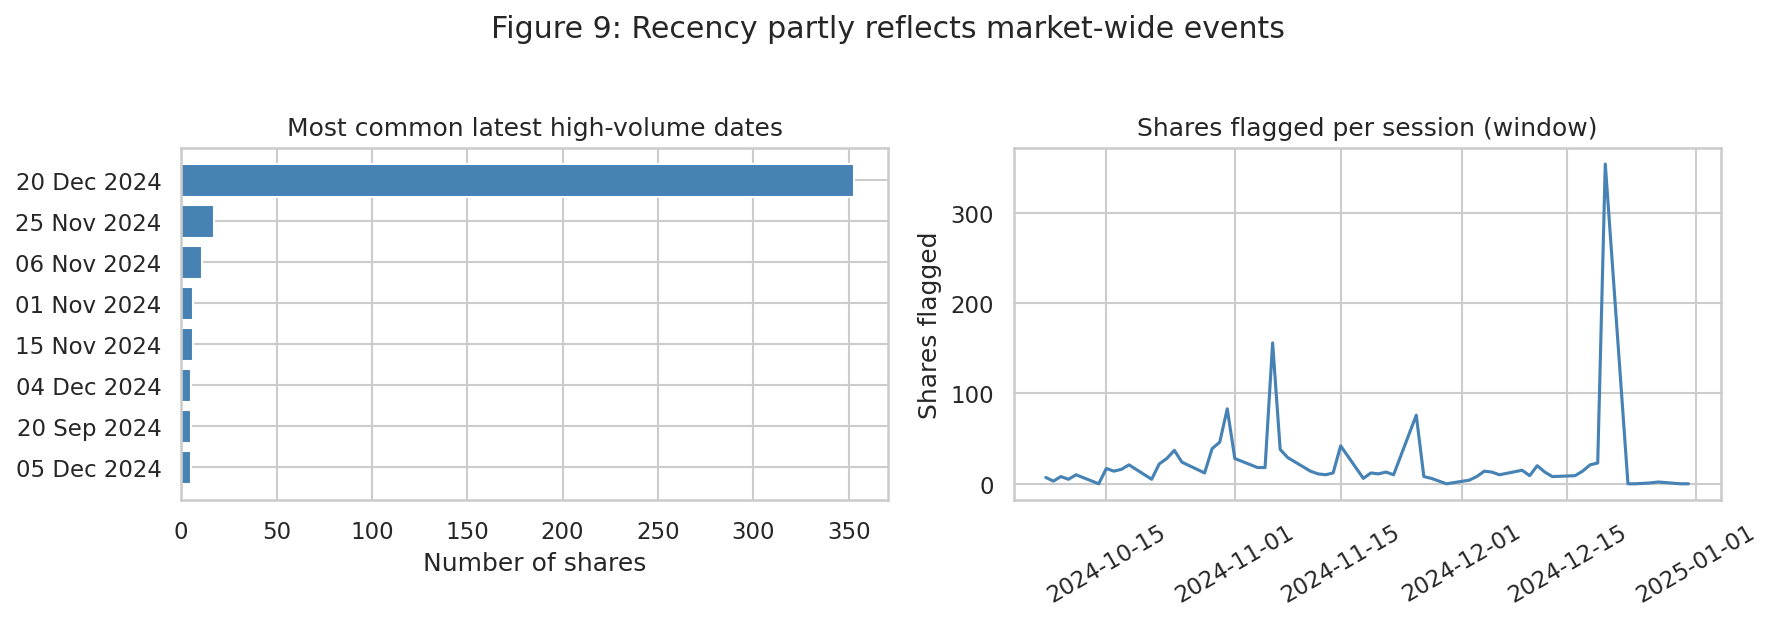 Figure 9: Recency partly reflects market-wide events
Most common latest high-volume dates
20 Dec 2024
25 Nov 2024
06 Nov 2024
01 Nov 2024
15 Nov 2024
04 Dec 2024
20 Sep 2024
05 Dec 2024
0 50 100 150 200 250 300 350
Number of shares
Shares flagged per session (window)
Shares flagged
300
200
100
0
2024-10-15 2024-11-01 2024-11-15 2024-12-01 2024-12-15 2025-01-01